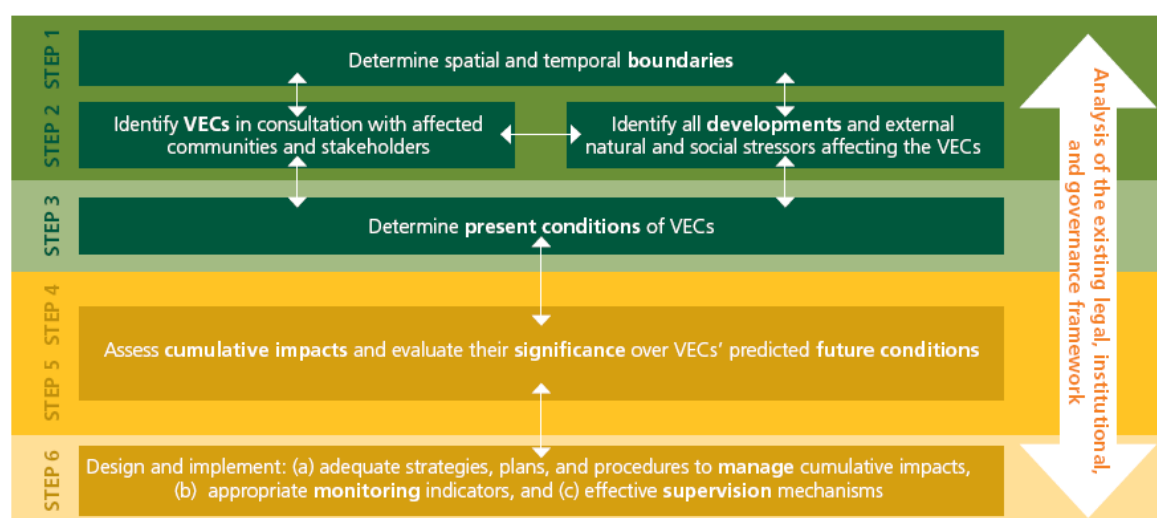 STEP 1
Determine spatial and temporal boundaries
STEP 2
Identify VECs in consultation with affected
communities and stakeholders
Identify all developments and external
natural and social stressors affecting the VECs
STEP 3
Determine present conditions of VECs
STEP 4
STEP 5
Assess cumulative impacts and evaluate their significance over VECs’ predicted future conditions
STEP 6
Design and implement: (a) adequate strategies, plans, and procedures to manage cumulative impacts,
(b) appropriate monitoring indicators, and (c) effective supervision mechanisms
Analysis of the existing legal, institutional,
and governance framework